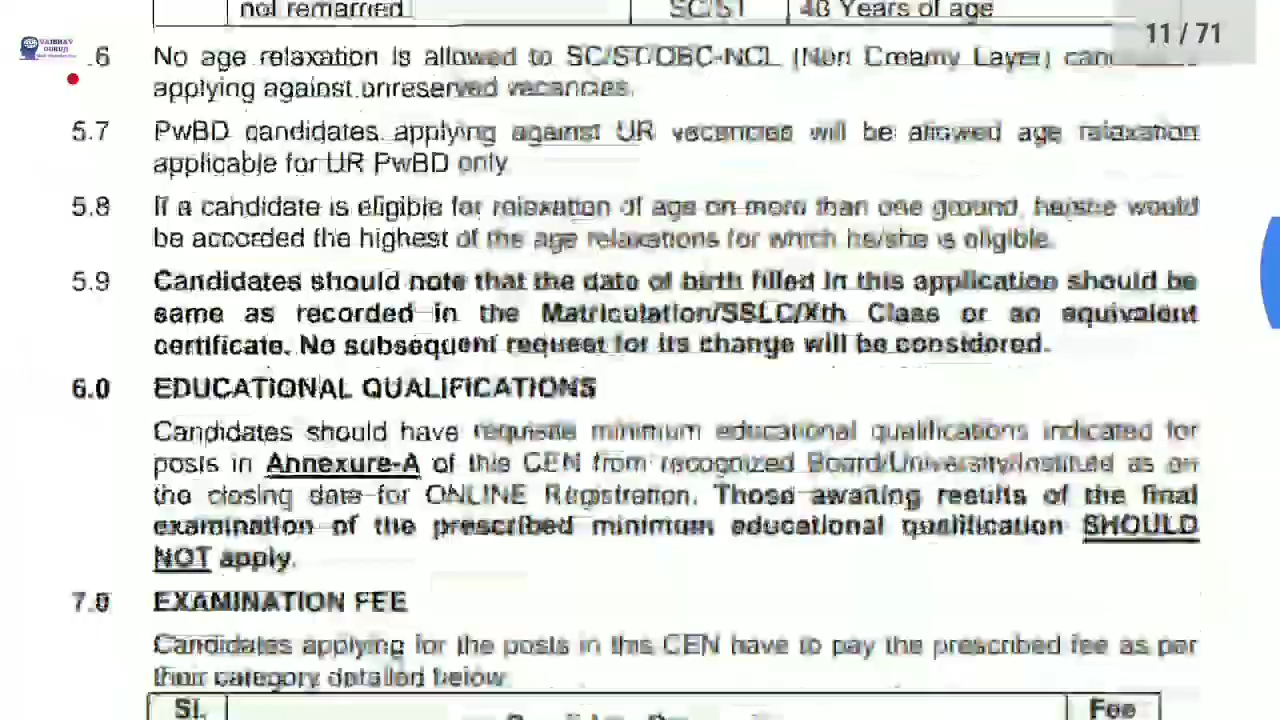 not remarried SC/ST 40 Years of age
11 / 71
VAIBHAV
GURUJI
.6 No age relaxation is allowed to SC/ST/OBC-NCL (Non Creamy Layer)
applying against unreserved vacancies.
5.7 PwBD candidates applying against UR vacancies will be allowed age relaxation
applicable for UR PwBD only
5.8 If a candidate is eligible for relaxation of age on more than one ground, he/she would
be accorded the highest of the age relaxations for which he/she is eligible.
5.9 Candidates should note that the date of birth filled in this application should be
same as recorded in the Matriculation/SSLC/Xth Class or an equivalent
certificate. No subsequent request for its change will be considered.
6.0 EDUCATIONAL QUALIFICATIONS
Candidates should have requisite minimum educational qualifications indicated for
posts in Annexure-A of this CEN from recognized Board/University/Institute as on
the closing date for ONLINE Registration. Those awaiting results of the final
examination of the prescribed minimum educational qualification SHOULD
NOT apply.
7.0 EXAMINATION FEE
Candidates applying for the posts in this CEN have to pay the prescribed fee as per
their category detailed below
Sl. Fee